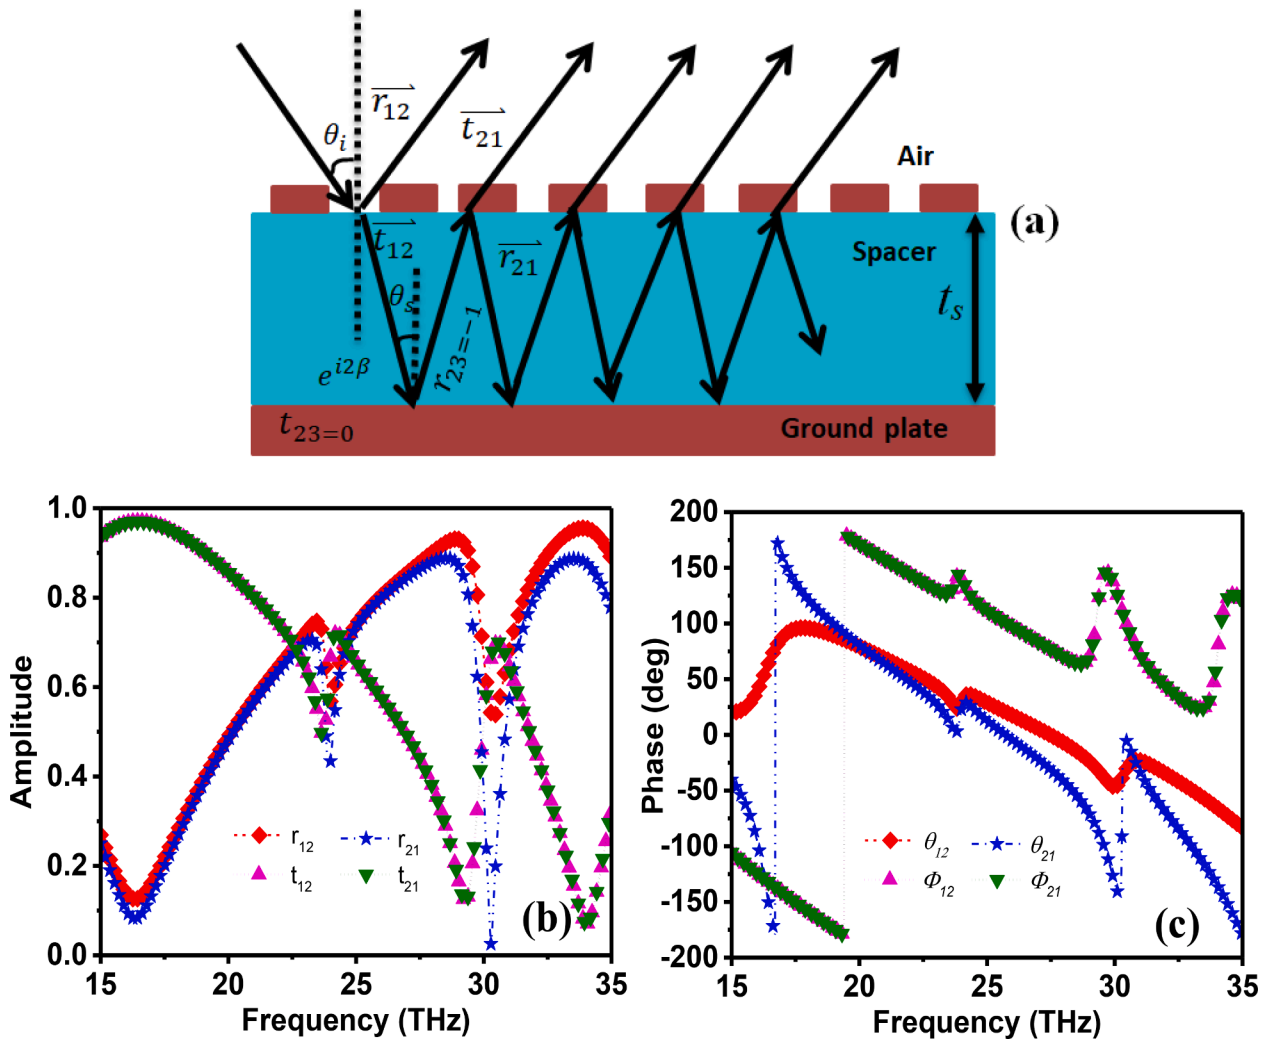 θi
r12
t21
Air
(a)
t12
r21
Spacer
θs
ts
r23=−1
e^i2β
t23=0
Ground plate
1.0
0.8
0.6
0.4
0.2
0.0
Amplitude
r12
r21
t12
t21
(b)
15 20 25 30 35
Frequency (THz)
200
150
100
50
0
-50
-100
-150
-200
Phase (deg)
θ12
θ21
Φ12
Φ21
(c)
15 20 25 30 35
Frequency (THz)